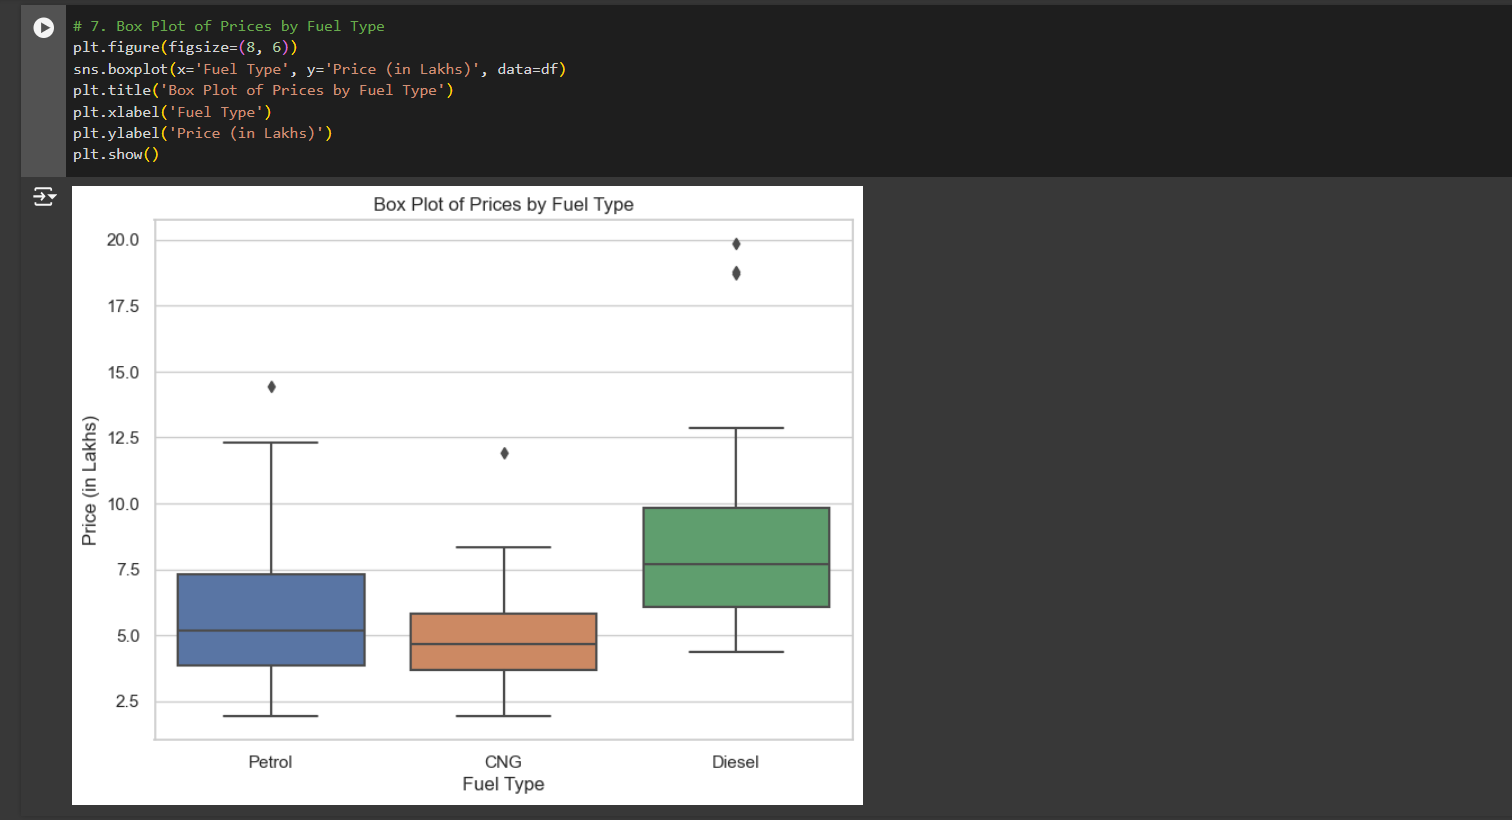 # 7. Box Plot of Prices by Fuel Type
plt.figure(figsize=(8, 6))
sns.boxplot(x='Fuel Type', y='Price (in Lakhs)', data=df)
plt.title('Box Plot of Prices by Fuel Type')
plt.xlabel('Fuel Type')
plt.ylabel('Price (in Lakhs)')
plt.show()
Box Plot of Prices by Fuel Type
Price (in Lakhs)
20.0
17.5
15.0
12.5
10.0
7.5
5.0
2.5
Petrol CNG Diesel
Fuel Type